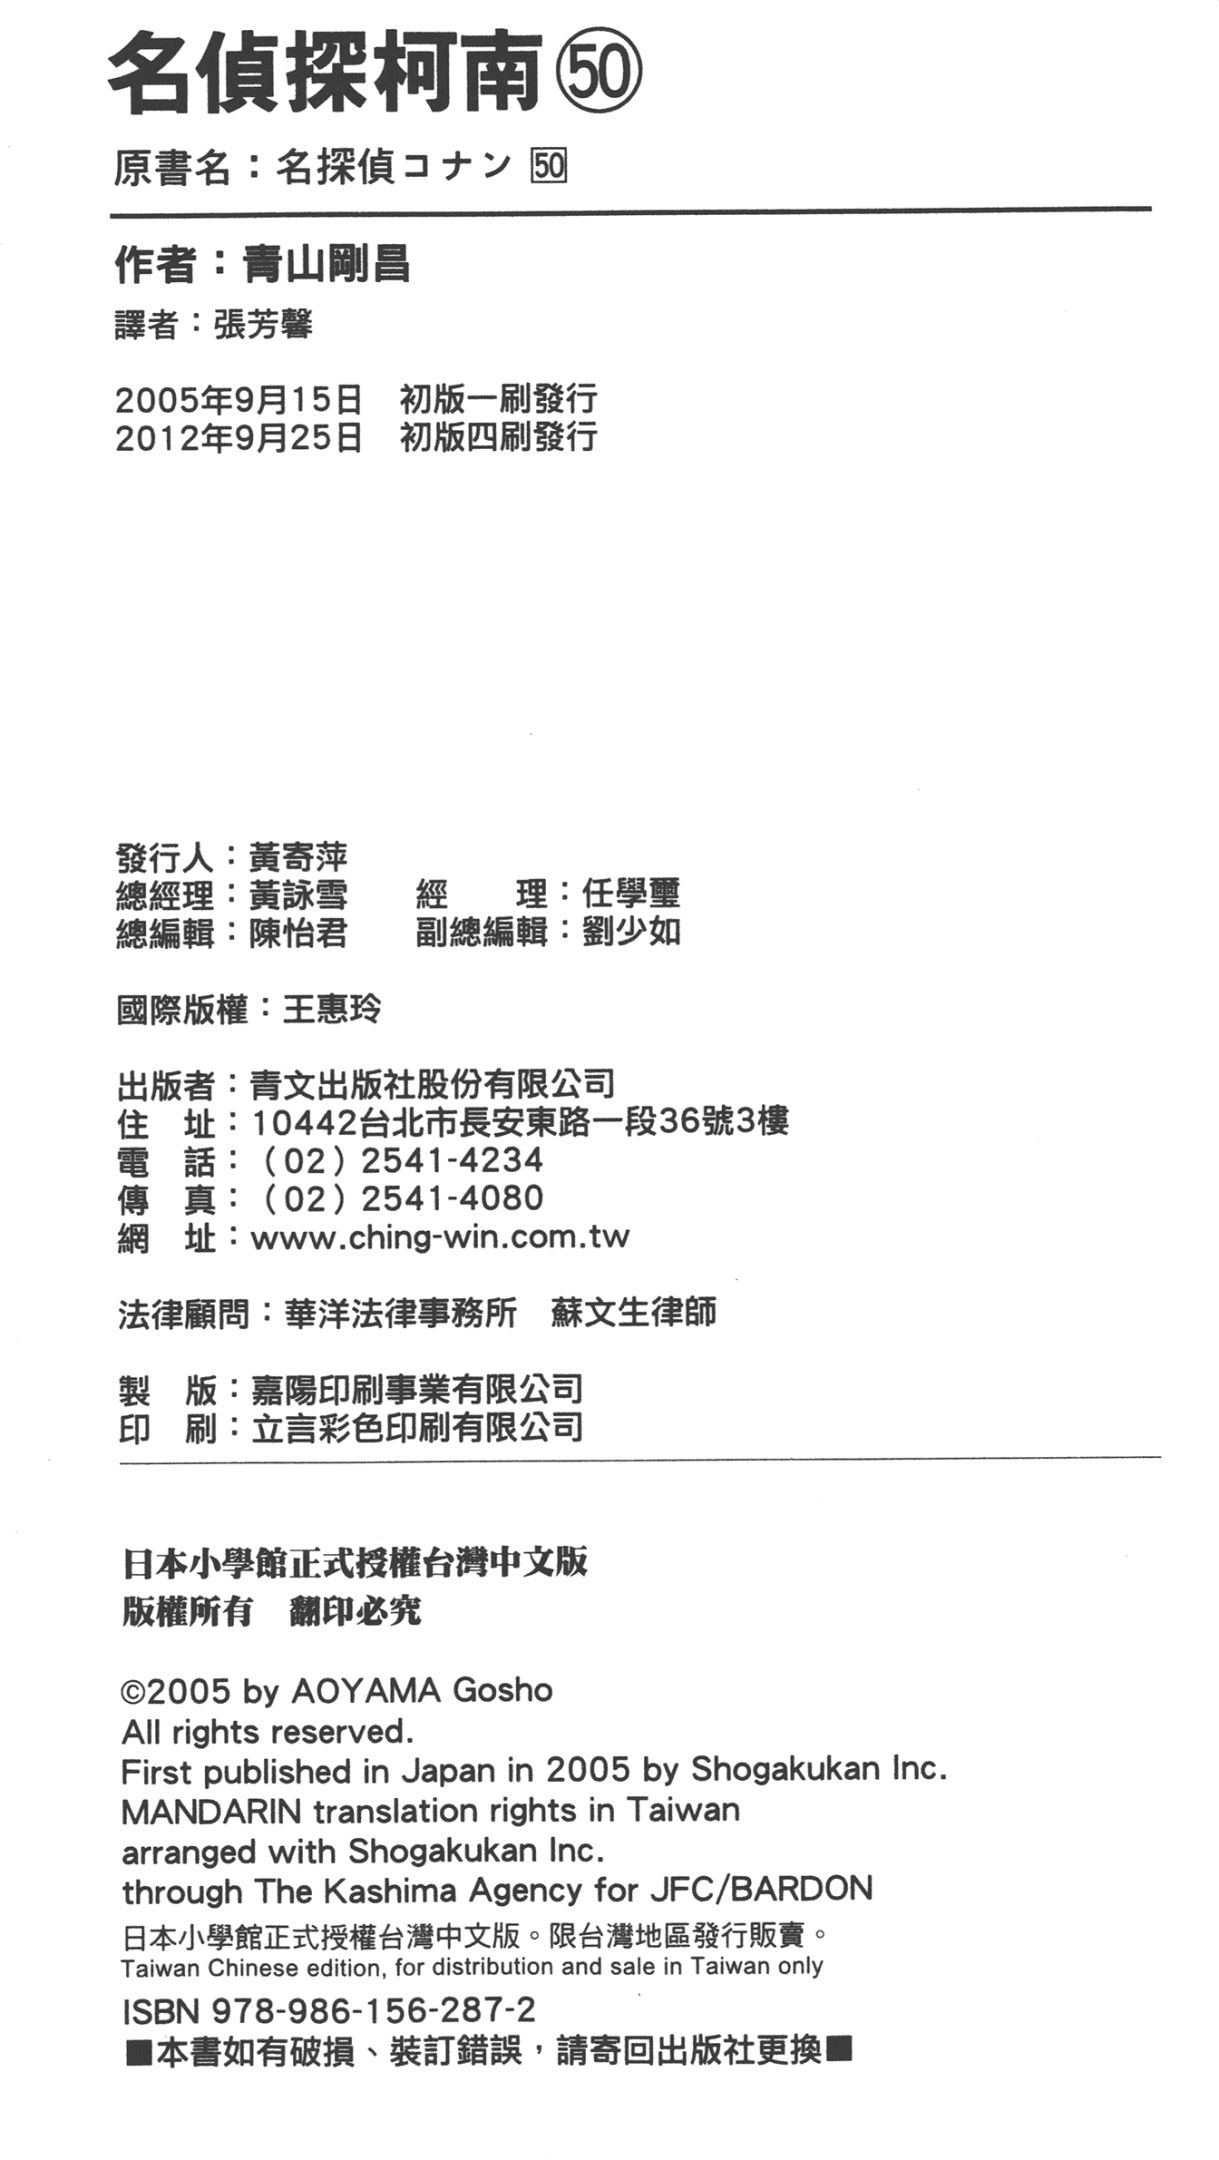 名偵探柯南㊿
原書名：名探偵コナン 50
作者：青山剛昌
譯者：張芳馨
2005年9月15日　初版一刷發行
2012年9月25日　初版四刷發行
發行人：黃寄萍
總經理：黃詠雪　　經　　理：任學璽
總編輯：陳怡君　　副總編輯：劉少如
國際版權：王惠玲
出版者：青文出版社股份有限公司
住　址：10442台北市長安東路一段36號3樓
電　話：（02）2541-4234
傳　真：（02）2541-4080
網　址：www.ching-win.com.tw
法律顧問：華洋法律事務所　蘇文生律師
製　版：嘉陽印刷事業有限公司
印　刷：立言彩色印刷有限公司
日本小學館正式授權台灣中文版
版權所有　翻印必究
©2005 by AOYAMA Gosho
All rights reserved.
First published in Japan in 2005 by Shogakukan Inc.
MANDARIN translation rights in Taiwan
arranged with Shogakukan Inc.
through The Kashima Agency for JFC/BARDON
日本小學館正式授權台灣中文版。限台灣地區發行販賣。
Taiwan Chinese edition, for distribution and sale in Taiwan only
ISBN 978-986-156-287-2
■本書如有破損、裝訂錯誤，請寄回出版社更換■